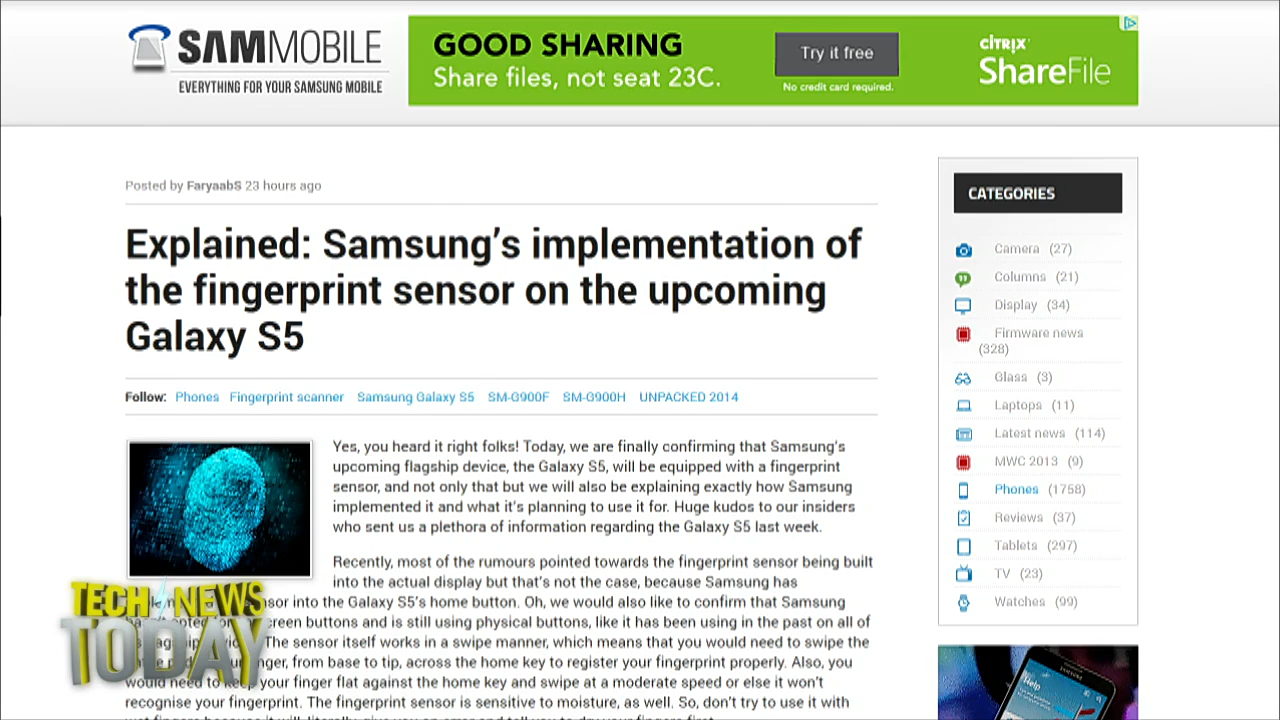 SAMMOBILE
EVERYTHING FOR YOUR SAMSUNG MOBILE
GOOD SHARING
Share files, not seat 23C.
Try it free
No credit card required.
CITRIX
ShareFile
Posted by FaryaabS 23 hours ago
Explained: Samsung's implementation of
the fingerprint sensor on the upcoming
Galaxy S5
Follow: Phones Fingerprint scanner Samsung Galaxy S5 SM-G900F SM-G900H UNPACKED 2014
Yes, you heard it right folks! Today, we are finally confirming that Samsung's
upcoming flagship device, the Galaxy S5, will be equipped with a fingerprint
sensor, and not only that but we will also be explaining exactly how Samsung
implemented it and what it's planning to use it for. Huge kudos to our insiders
who sent us a plethora of information regarding the Galaxy S5 last week.
Recently, most of the rumours pointed towards the fingerprint sensor being built
into the actual display but that's not the case, because Samsung has
into the Galaxy S5's home button. Oh, we would also like to confirm that Samsung
buttons and is still using physical buttons, like it has been using in the past on all of
The sensor itself works in a swipe manner, which means that you would need to swipe the
from base to tip, across the home key to register your fingerprint properly. Also, you
would need to keep your finger flat against the home key and swipe at a moderate speed or else it won't
recognise your fingerprint. The fingerprint sensor is sensitive to moisture, as well. So, don't try to use it with
CATEGORIES
Camera (27)
Columns (21)
Display (34)
Firmware news
(328)
Glass (3)
Laptops (11)
Latest news (114)
MWC 2013 (9)
Phones (1758)
Reviews (37)
Tablets (297)
TV (23)
Watches (99)
SAMSUNG
Help
TECH NEWS
TODAY